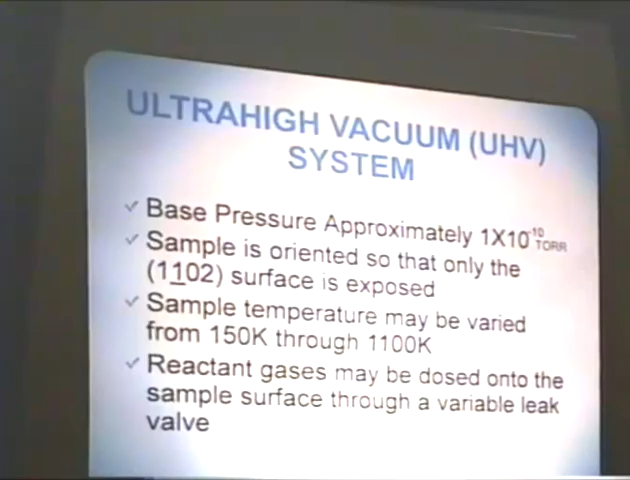 ULTRAHIGH VACUUM (UHV)
SYSTEM
✓ Base Pressure Approximately 1X10⁻¹⁰ TORR
✓ Sample is oriented so that only the
(11̲02) surface is exposed
✓ Sample temperature may be varied
from 150K through 1100K
✓ Reactant gases may be dosed onto the
sample surface through a variable leak
valve